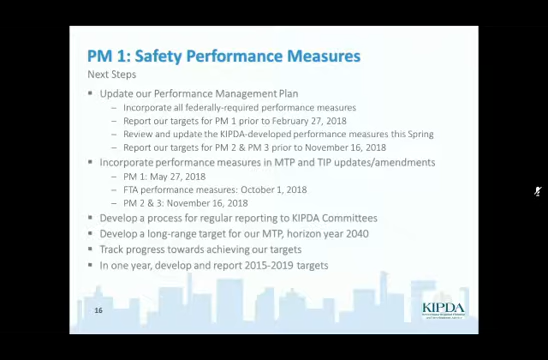 PM 1: Safety Performance Measures
Next Steps
Update our Performance Management Plan
Incorporate all federally-required performance measures
Report our targets for PM 1 prior to February 27, 2018
Review and update the KIPDA-developed performance measures this Spring
Report our targets for PM 2 & PM 3 prior to November 16, 2018
Incorporate performance measures in MTP and TIP updates/amendments
PM 1: May 27, 2018
FTA performance measures: October 1, 2018
PM 2 & 3: November 16, 2018
Develop a process for regular reporting to KIPDA Committees
Develop a long-range target for our MTP, horizon year 2040
Track progress towards achieving our targets
In one year, develop and report 2015-2019 targets
16
KIPDA